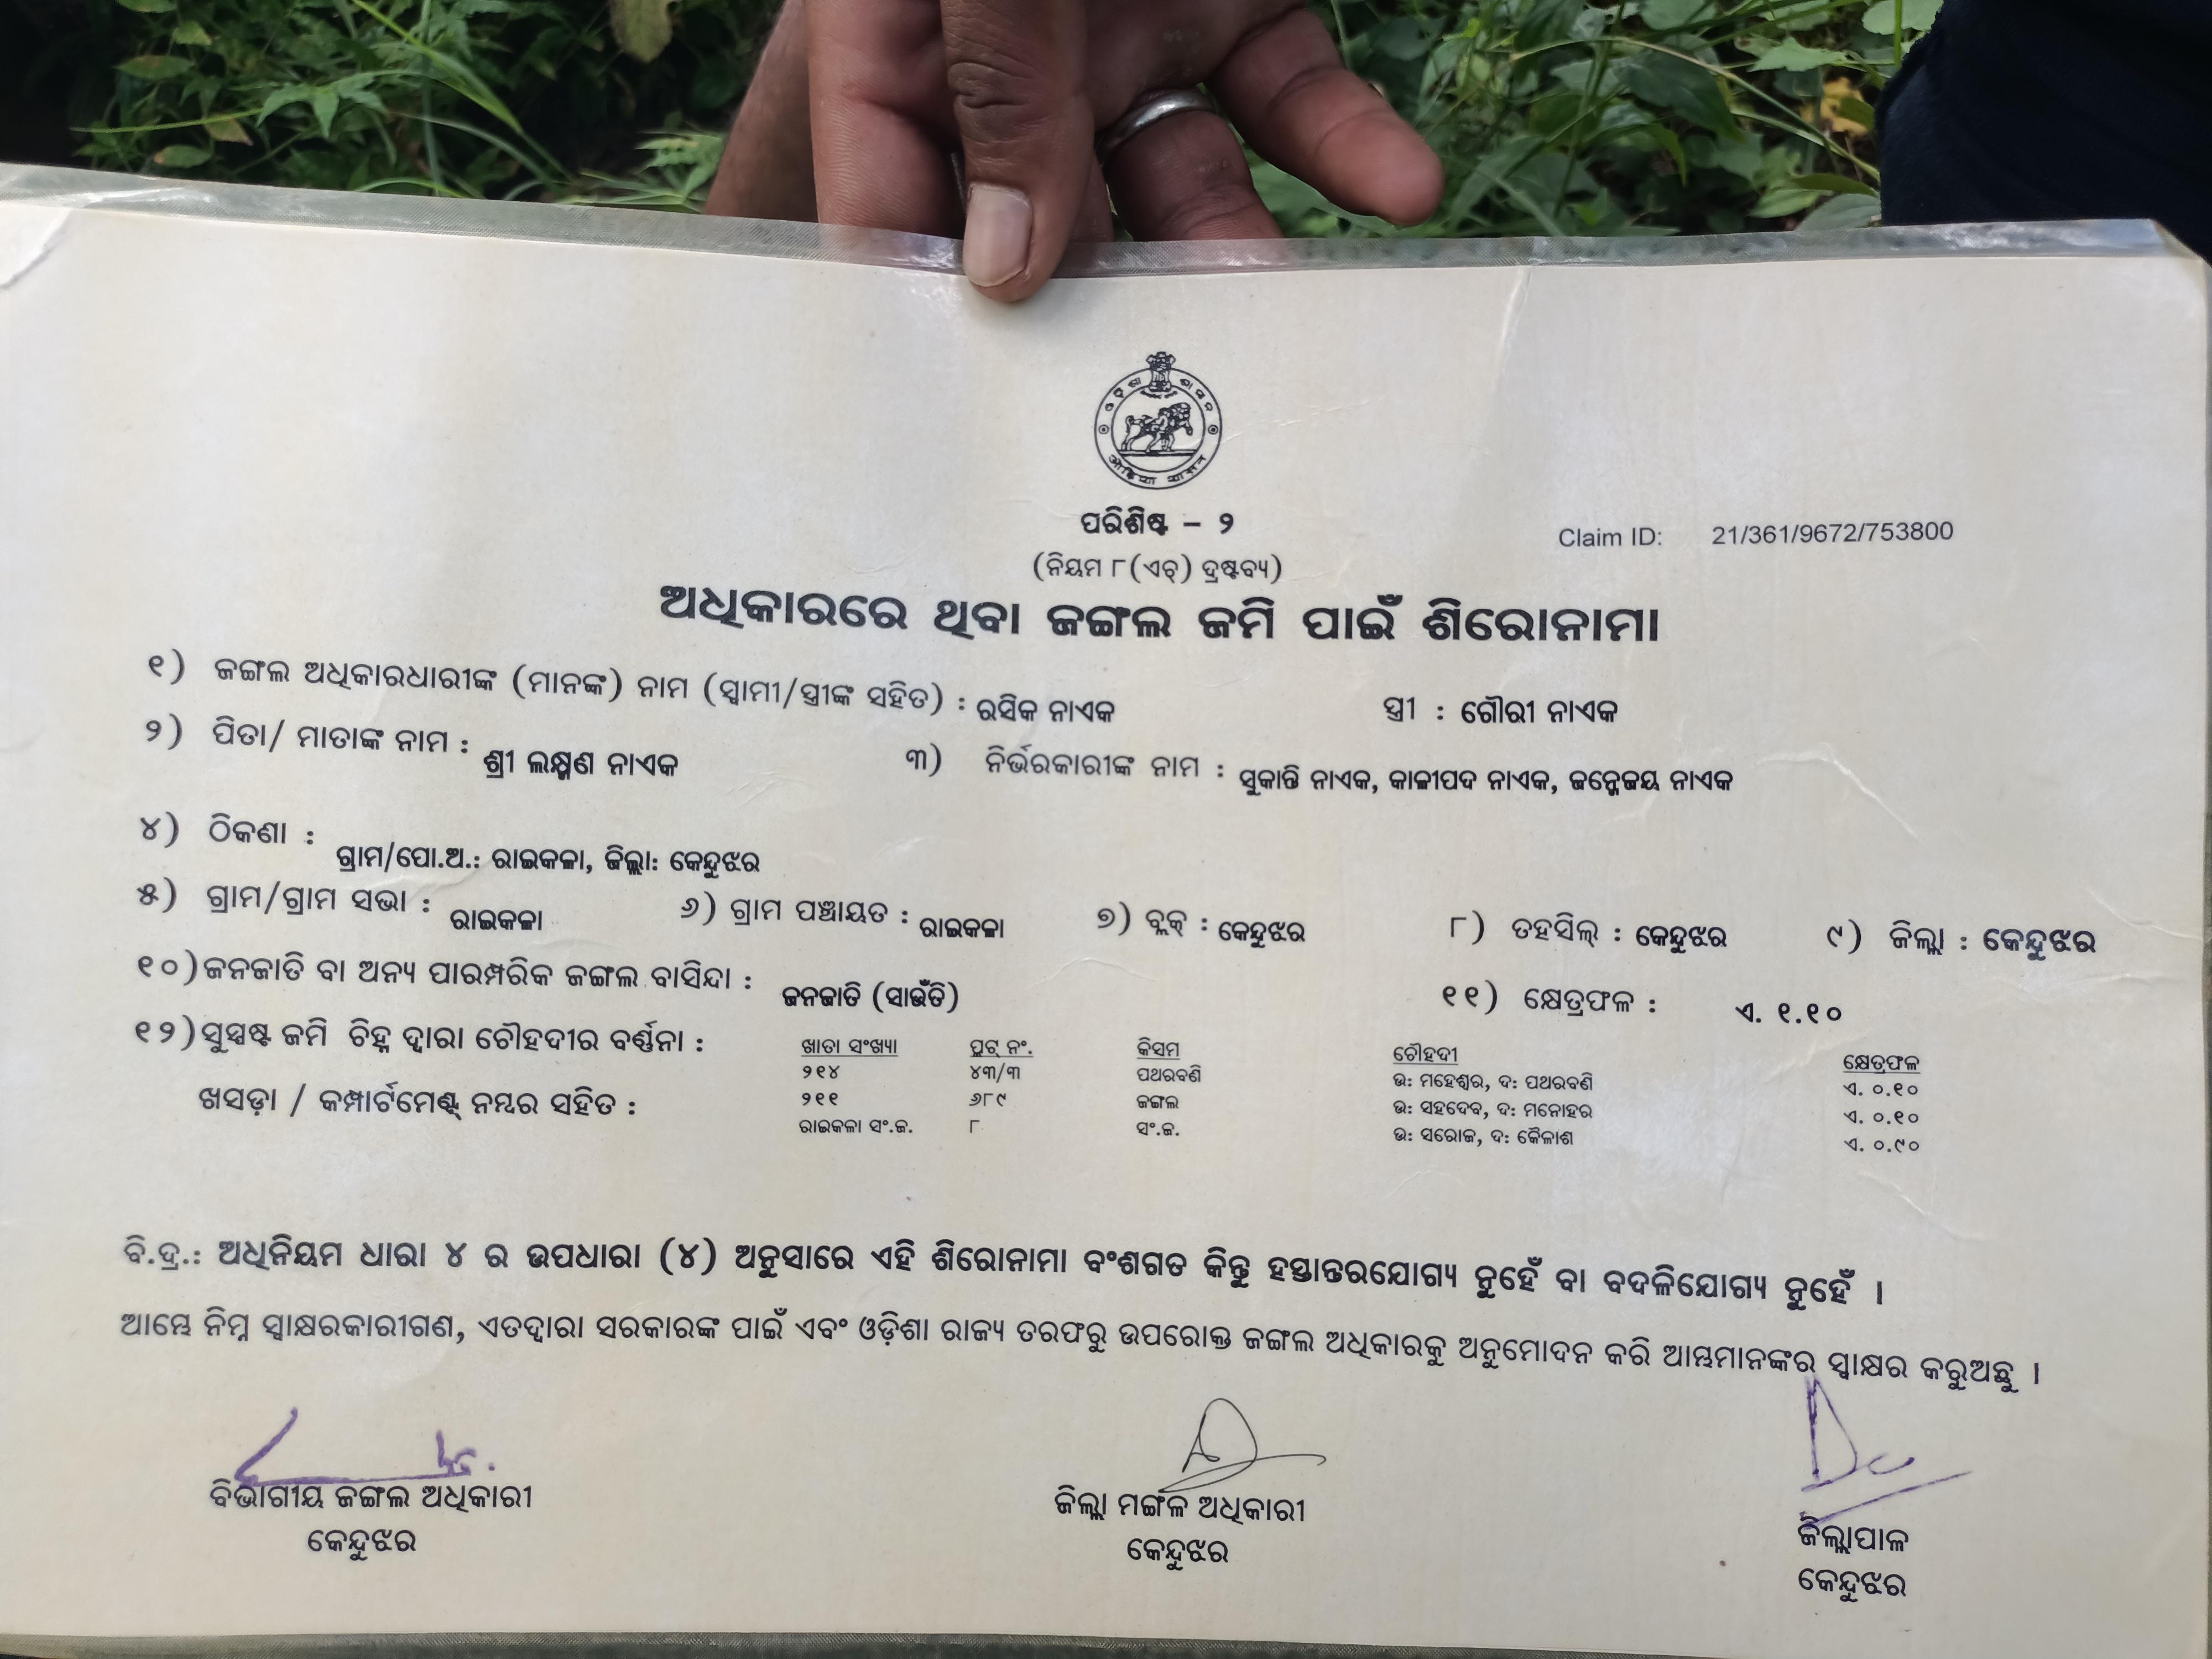 ପରିଶିଷ୍ଟ – ୨
Claim ID: 21/361/9672/753800
(ନିୟମ ୮(ଏଚ୍) ଦ୍ରଷ୍ଟବ୍ୟ)
ଅଧିକାରରେ ଥିବା ଜଙ୍ଗଲ ଜମି ପାଇଁ ଶିରୋନାମା
୧) ଜଙ୍ଗଲ ଅଧିକାରଧାରୀଙ୍କ (ମାନଙ୍କ) ନାମ (ସ୍ୱାମୀ/ସ୍ତ୍ରୀଙ୍କ ସହିତ) : ରସିକ ନାଏକ ସ୍ତ୍ରୀ : ଗୌରୀ ନାଏକ
୨) ପିତା/ ମାତାଙ୍କ ନାମ : ଶ୍ରୀ ଲକ୍ଷ୍ମଣ ନାଏକ ୩) ନିର୍ଭରକାରୀଙ୍କ ନାମ : ସୁକାନ୍ତି ନାଏକ, କାଳୀପଦ ନାଏକ, ଜନ୍ମେଜୟ ନାଏକ
୪) ଠିକଣା : ଗ୍ରାମ/ପୋ.ଅ.: ରାଇକଳା, ଜିଲ୍ଲା: କେନ୍ଦୁଝର
୫) ଗ୍ରାମ/ଗ୍ରାମ ସଭା : ରାଇକଳା ୬) ଗ୍ରାମ ପଞ୍ଚାୟତ : ରାଇକଳା ୭) ବ୍ଲକ୍ : କେନ୍ଦୁଝର ୮) ତହସିଲ୍ : କେନ୍ଦୁଝର ୯) ଜିଲ୍ଲା : କେନ୍ଦୁଝର
୧୦) ଜନଜାତି ବା ଅନ୍ୟ ପାରମ୍ପରିକ ଜଙ୍ଗଲ ବାସିନ୍ଦା : ଜନଜାତି (ସାଉଁତି) ୧୧) କ୍ଷେତ୍ରଫଳ : ଏ. ୧.୧୦
୧୨) ସୁସ୍ପଷ୍ଟ ଜମି ଚିହ୍ନ ଦ୍ୱାରା ଚୌହଦୀର ବର୍ଣ୍ଣନା :
ଖସଡ଼ା / କମ୍ପାର୍ଟମେଣ୍ଟ୍ ନମ୍ବର ସହିତ :
ଖାତା ସଂଖ୍ୟା ପ୍ଲଟ୍ ନଂ. କିସମ ଚୌହଦୀ କ୍ଷେତ୍ରଫଳ
୨୧୪ ୪୩/୩ ପଥରବଣି ଉ: ମହେଶ୍ୱର, ଦ: ପଥରବଣି ଏ. ୦.୧୦
୨୧୧ ୬୮୯ ଜଙ୍ଗଲ ଉ: ସହଦେବ, ଦ: ମନୋହର ଏ. ୦.୧୦
ରାଇକଳା ସଂ.ଜ. ୮ ସଂ.ଜ. ଉ: ସରୋଜ, ଦ: କୈଳାଶ ଏ. ୦.୯୦
ବି.ଦ୍ର.: ଅଧିନିୟମ ଧାରା ୪ ର ଉପଧାରା (୪) ଅନୁସାରେ ଏହି ଶିରୋନାମା ବଂଶଗତ କିନ୍ତୁ ହସ୍ତାନ୍ତରଯୋଗ୍ୟ ନୁହେଁ ବା ବଦଳିଯୋଗ୍ୟ ନୁହେଁ ।
ଆମ୍ଭେ ନିମ୍ନ ସ୍ୱାକ୍ଷରକାରୀଗଣ, ଏତଦ୍ୱାରା ସରକାରଙ୍କ ପାଇଁ ଏବଂ ଓଡ଼ିଶା ରାଜ୍ୟ ତରଫରୁ ଉପରୋକ୍ତ ଜଙ୍ଗଲ ଅଧିକାରକୁ ଅନୁମୋଦନ କରି ଆମ୍ଭମାନଙ୍କର ସ୍ୱାକ୍ଷର କରୁଅଛୁ ।
ବିଭାଗୀୟ ଜଙ୍ଗଲ ଅଧିକାରୀ ଜିଲ୍ଲା ମଙ୍ଗଳ ଅଧିକାରୀ ଜିଲ୍ଲାପାଳ
କେନ୍ଦୁଝର କେନ୍ଦୁଝର କେନ୍ଦୁଝର